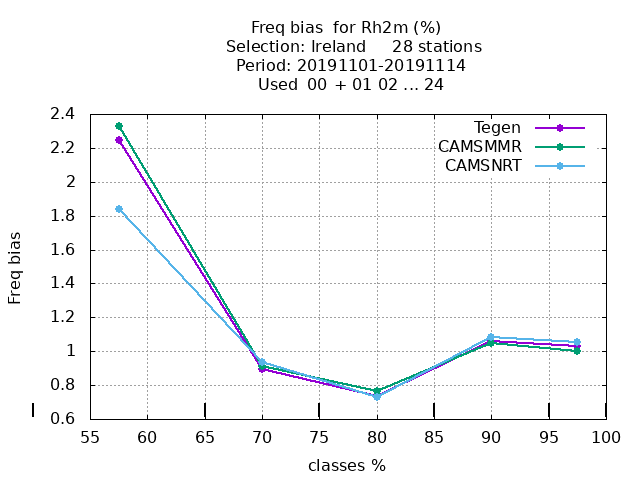 Freq bias  for Rh2m (%)
Selection: Ireland     28 stations
Period: 20191101-20191114
Used  00  + 01 02 ... 24
Tegen
CAMSMMR
CAMSNRT
Freq bias
2.4
2.2
2
1.8
1.6
1.4
1.2
1
0.8
0.6
55 60 65 70 75 80 85 90 95 100
classes %